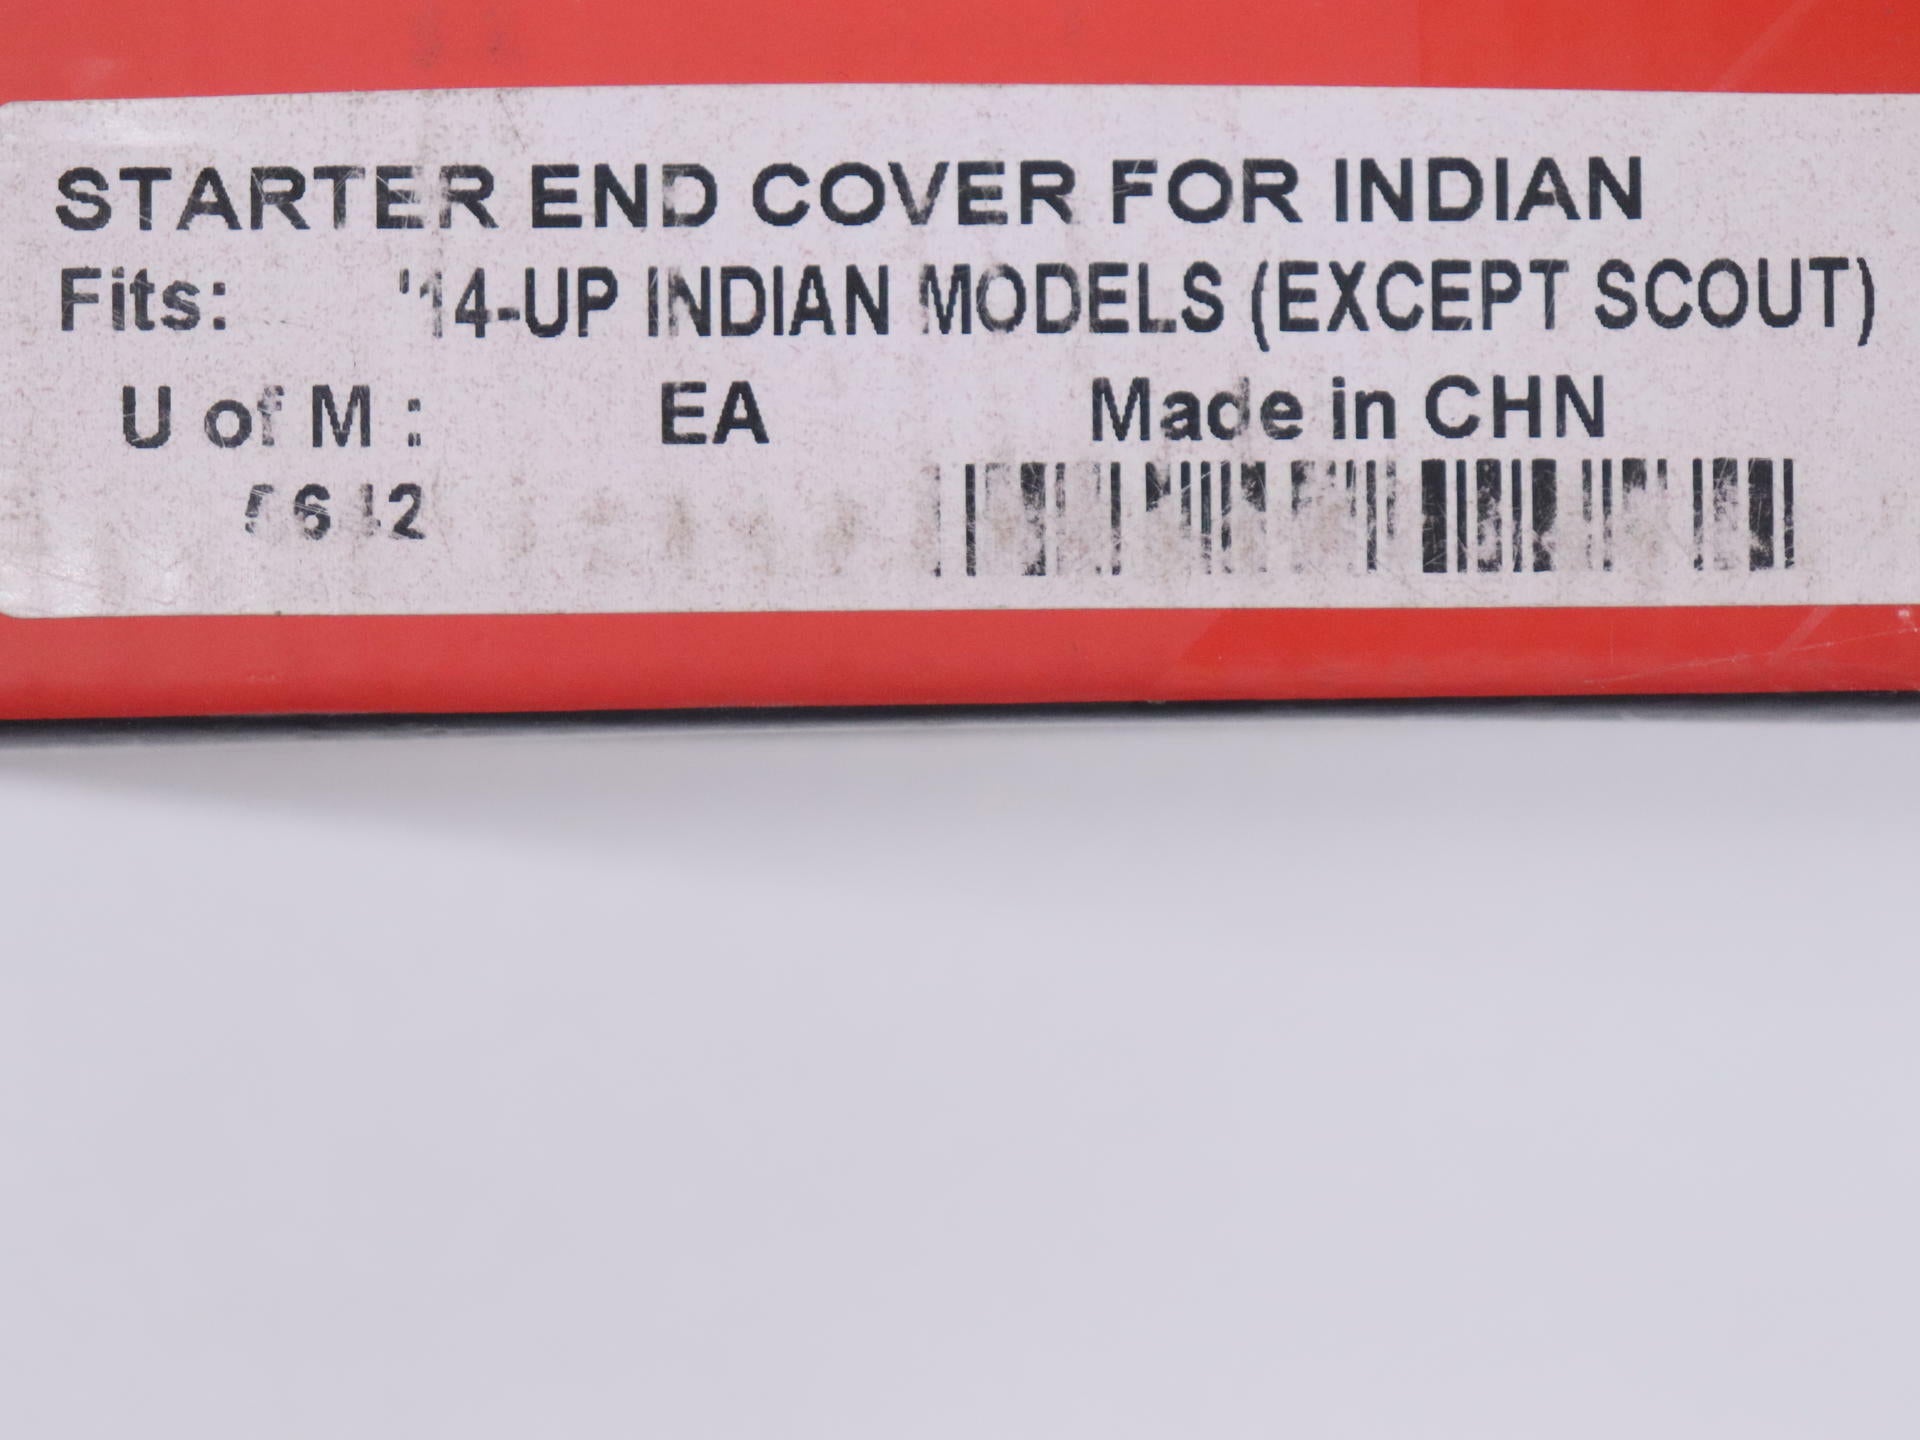 STARTER END COVER FOR INDIAN
Fits: '14-UP INDIAN MODELS (EXCEPT SCOUT)
U of M : EA Made in CHN